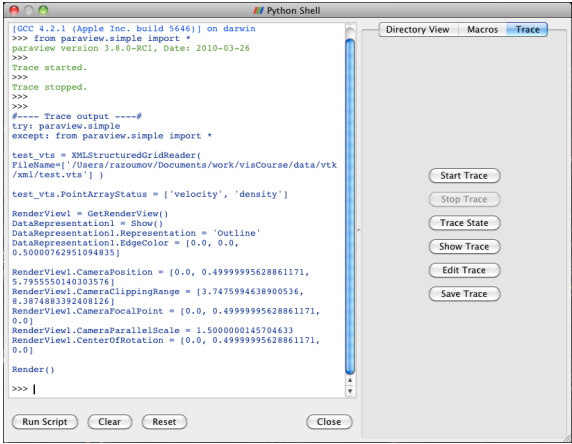 Python Shell
[GCC 4.2.1 (Apple Inc. build 5646)] on darwin
>>> from paraview.simple import *
paraview version 3.8.0-RC1, Date: 2010-03-26
>>>
Trace started.
>>>
Trace stopped.
>>>
>>>
#---- Trace output ----#
try: paraview.simple
except: from paraview.simple import *
test_vts = XMLStructuredGridReader(
FileName=['/Users/razoumov/Documents/work/visCourse/data/vtk
/xml/test.vts'] )
test_vts.PointArrayStatus = ['velocity', 'density']
RenderView1 = GetRenderView()
DataRepresentation1 = Show()
DataRepresentation1.Representation = 'Outline'
DataRepresentation1.EdgeColor = [0.0, 0.0,
0.50000762951094835]
RenderView1.CameraPosition = [0.0, 0.49999995628861171,
5.7955550140303576]
RenderView1.CameraClippingRange = [3.7475994638900536,
8.3874883392408126]
RenderView1.CameraFocalPoint = [0.0, 0.49999995628861171,
0.0]
RenderView1.CameraParallelScale = 1.5000000145704633
RenderView1.CenterOfRotation = [0.0, 0.49999995628861171,
0.0]
Render()
>>>
Run Script Clear Reset Close
Directory View Macros Trace
Start Trace
Stop Trace
Trace State
Show Trace
Edit Trace
Save Trace